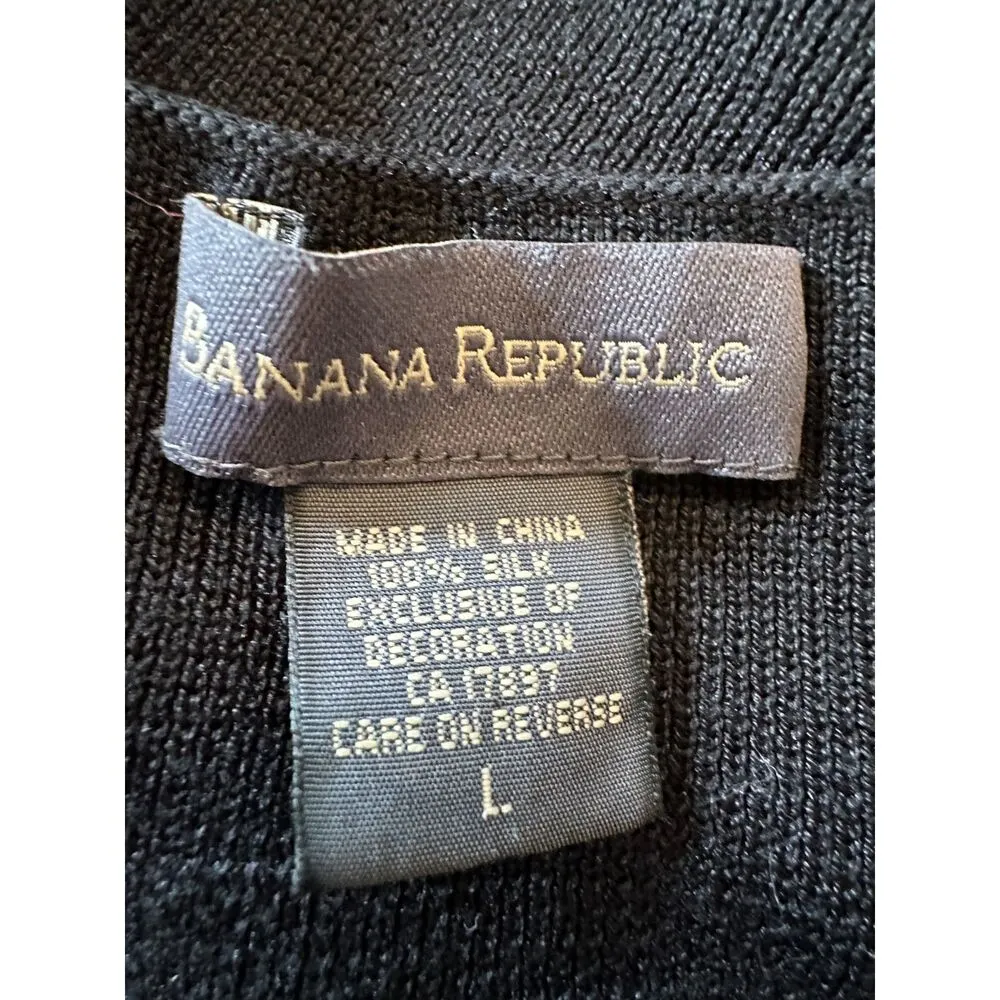 BANANA REPUBLIC
MADE IN CHINA
100% SILK
EXCLUSIVE OF
DECORATION
CA 17897
CARE ON REVERSE
L